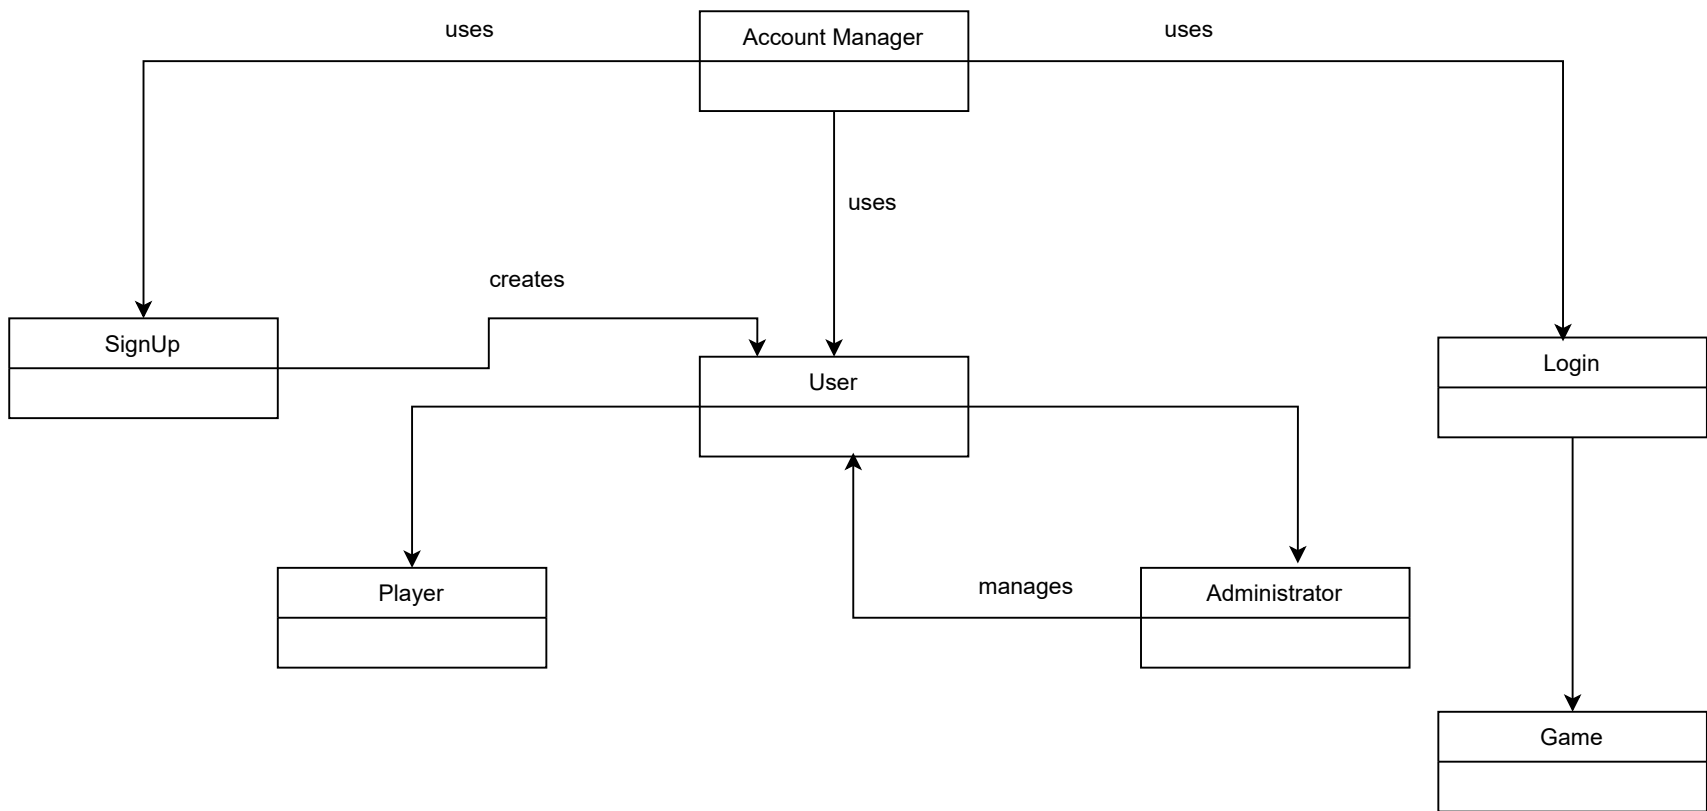 uses
Account Manager
uses
uses
creates
SignUp
User
Login
Player
manages
Administrator
Game